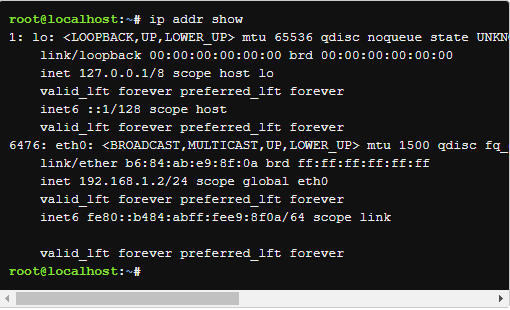 root@localhost:~# ip addr show
1: lo: <LOOPBACK,UP,LOWER_UP> mtu 65536 qdisc noqueue state
link/loopback 00:00:00:00:00:00 brd 00:00:00:00:00:00
inet 127.0.0.1/8 scope host lo
valid_lft forever preferred_lft forever
inet6 ::1/128 scope host
valid_lft forever preferred_lft forever
6476: eth0: <BROADCAST,MULTICAST,UP,LOWER_UP> mtu 1500 qdisc fq_
link/ether b6:84:ab:e9:8f:0a brd ff:ff:ff:ff:ff:ff
inet 192.168.1.2/24 scope global eth0
valid_lft forever preferred_lft forever
inet6 fe80::b484:abff:fee9:8f0a/64 scope link
valid_lft forever preferred_lft forever
root@localhost:~#